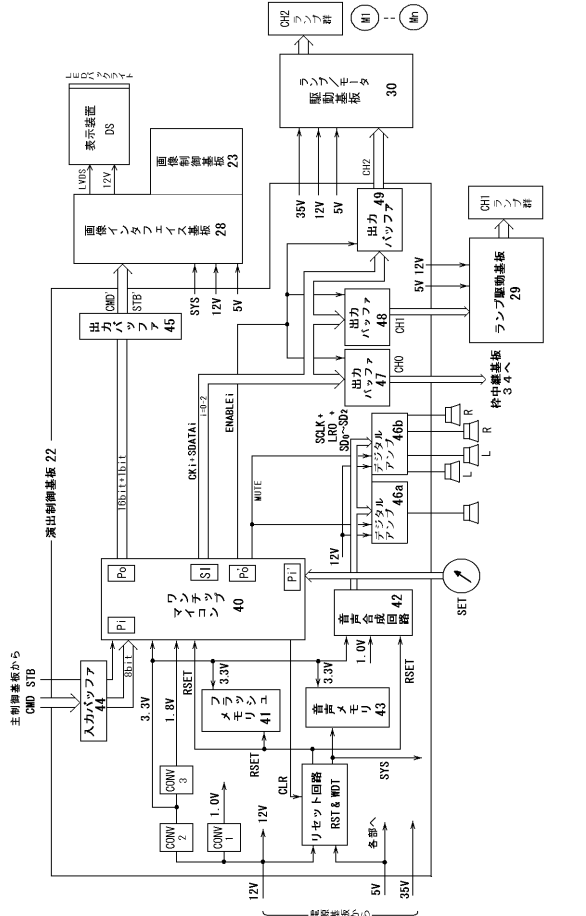 CH2
ランプ群
M1
Mn
ランプ/モータ
駆動基板
30
LEDバックライト
表示装置
DS
LVDS
12V
画像制御基板
23
画像インタフェイス基板
28
35V
12V
5V
CH2
出力
バッファ
49
SYS
12V
5V
CMD'
STB'
出力バッファ
45
CH1
ランプ群
5V
12V
ランプ駆動基板
29
出力
バッファ
48
CH1
出力
バッファ
47
CH0
枠中継基板
34へ
演出制御基板 22
16bit+1bit
CKi+SDATAi
i=0-2
ENABLEi
MUTE
SCLK+
LRO+
SD0~SD2
デジタル
アンプ
46b
デジタル
アンプ
46a
R
R
L
L
12V
Po
SI
Po'
Pi'
Pi
ワンチップ
マイコン
40
SET
主制御基板から
CMD STB
入力バッファ
44
8bit
3.3V
1.8V
RSET
3.3V
フラッシュ
メモリ
41
RSET
3.3V
音声メモリ
43
1.0V
音声合成回路
42
RSET
CLR
リセット回路
RST&WDT
SYS
CONV
3
CONV
2
CONV
1
1.0V
12V
各部へ
12V
5V
35V
電源基板から